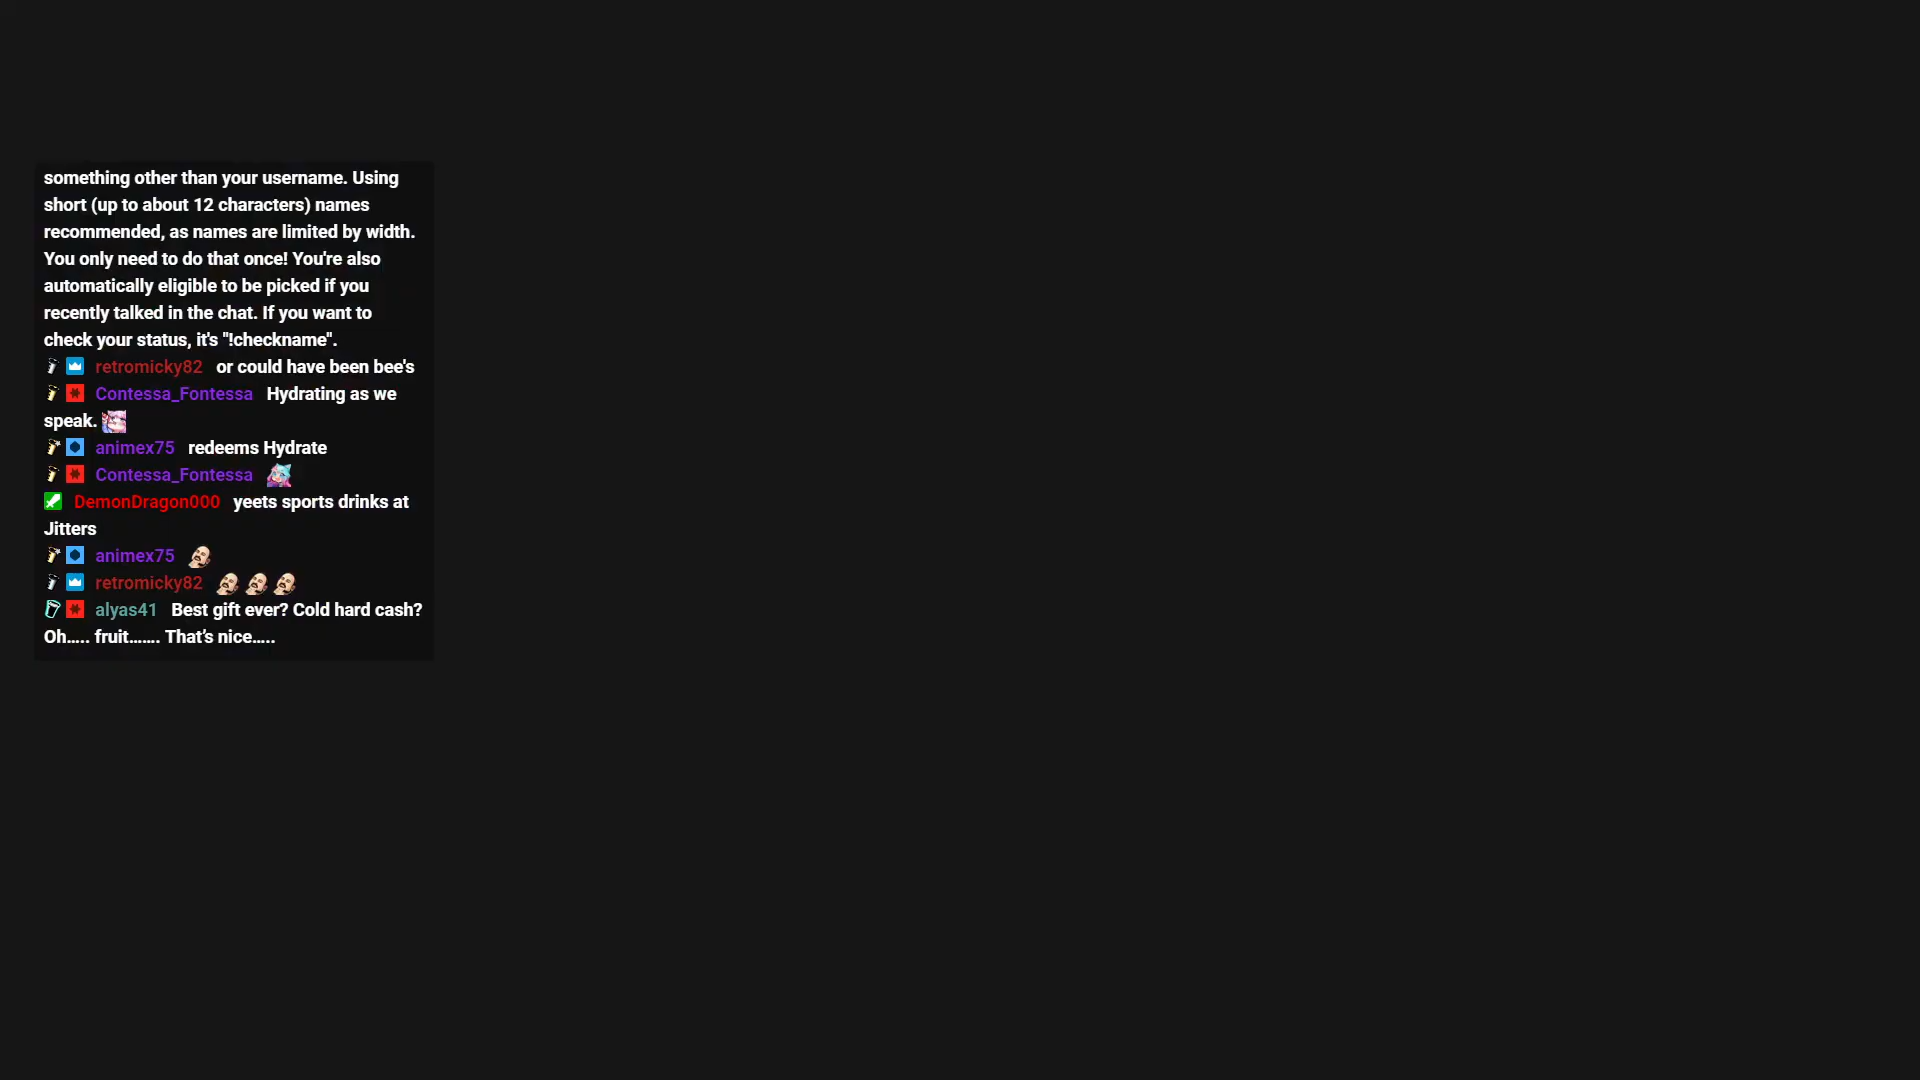 something other than your username. Using
short (up to about 12 characters) names
recommended, as names are limited by width.
You only need to do that once! You're also
automatically eligible to be picked if you
recently talked in the chat. If you want to
check your status, it's "!checkname".
retromicky82 or could have been bee's
Contessa_Fontessa Hydrating as we
speak.
animex75 redeems Hydrate
Contessa_Fontessa
DemonDragon000 yeets sports drinks at
Jitters
animex75
retromicky82
alyas41 Best gift ever? Cold hard cash?
Oh..... fruit....... That’s nice.....